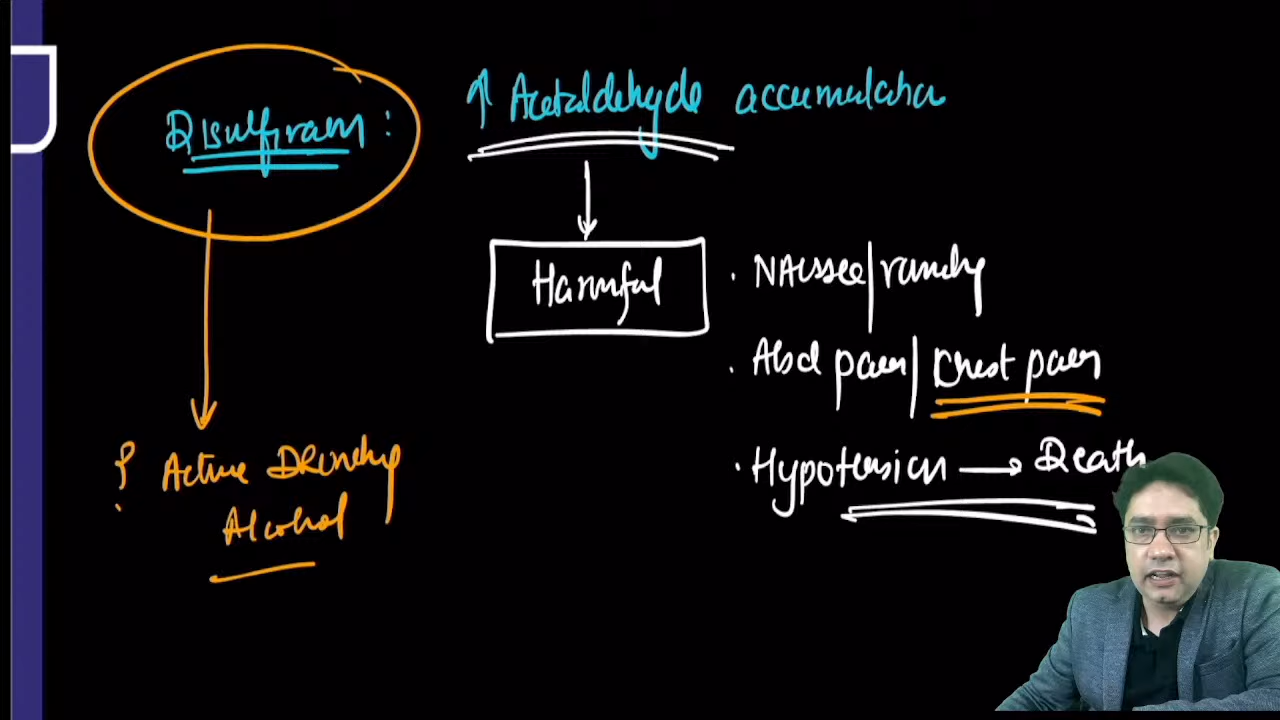 Disulfiram :
↑ Acetaldehyde accumulation
Harmful
· Nausea | vomiting
· Abd pain | Chest pain
· Hypotension → Death
? Active Drinking
Alcohol